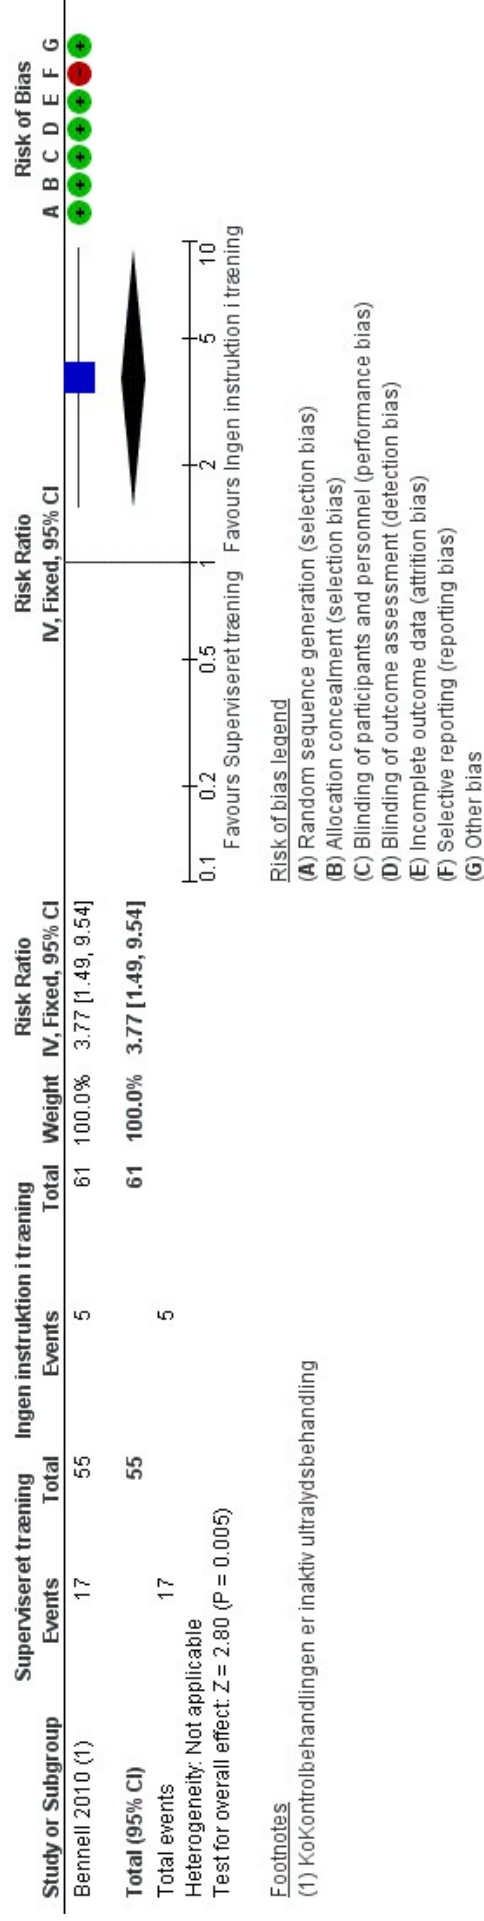 Superviseret træning Ingen instruktion i træning Risk Ratio Risk Ratio Risk of Bias
Study or Subgroup Events Total Events Total Weight IV, Fixed, 95% CI IV, Fixed, 95% CI A B C D E F G
Bennell 2010 (1) 17 55 5 61 100.0% 3.77 [1.49, 9.54] + + + + + − +
Total (95% CI) 55 61 100.0% 3.77 [1.49, 9.54]
Total events 17 5
Heterogeneity: Not applicable
Test for overall effect: Z = 2.80 (P = 0.005)
0.1 0.2 0.5 1 2 5 10
Favours Superviseret træning Favours Ingen instruktion i træning
Footnotes
(1) KoKontrolbehandlingen er inaktiv ultralydsbehandling
Risk of bias legend
(A) Random sequence generation (selection bias)
(B) Allocation concealment (selection bias)
(C) Blinding of participants and personnel (performance bias)
(D) Blinding of outcome assessment (detection bias)
(E) Incomplete outcome data (attrition bias)
(F) Selective reporting (reporting bias)
(G) Other bias